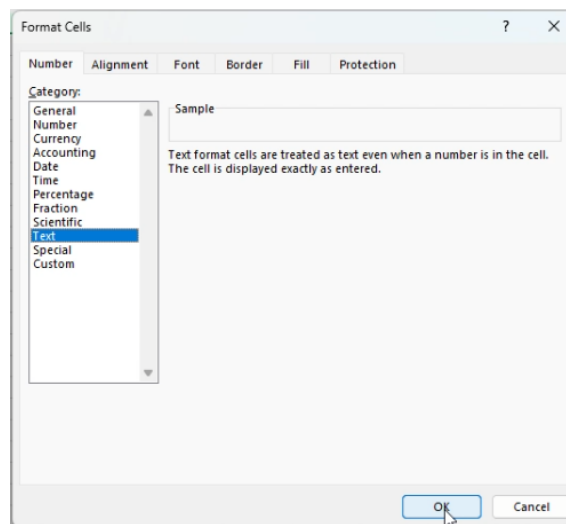 Format Cells ? ×
Number Alignment Font Border Fill Protection
Category:
General
Number
Currency
Accounting
Date
Time
Percentage
Fraction
Scientific
Text
Special
Custom
Sample
Text format cells are treated as text even when a number is in the cell.
The cell is displayed exactly as entered.
OK Cancel